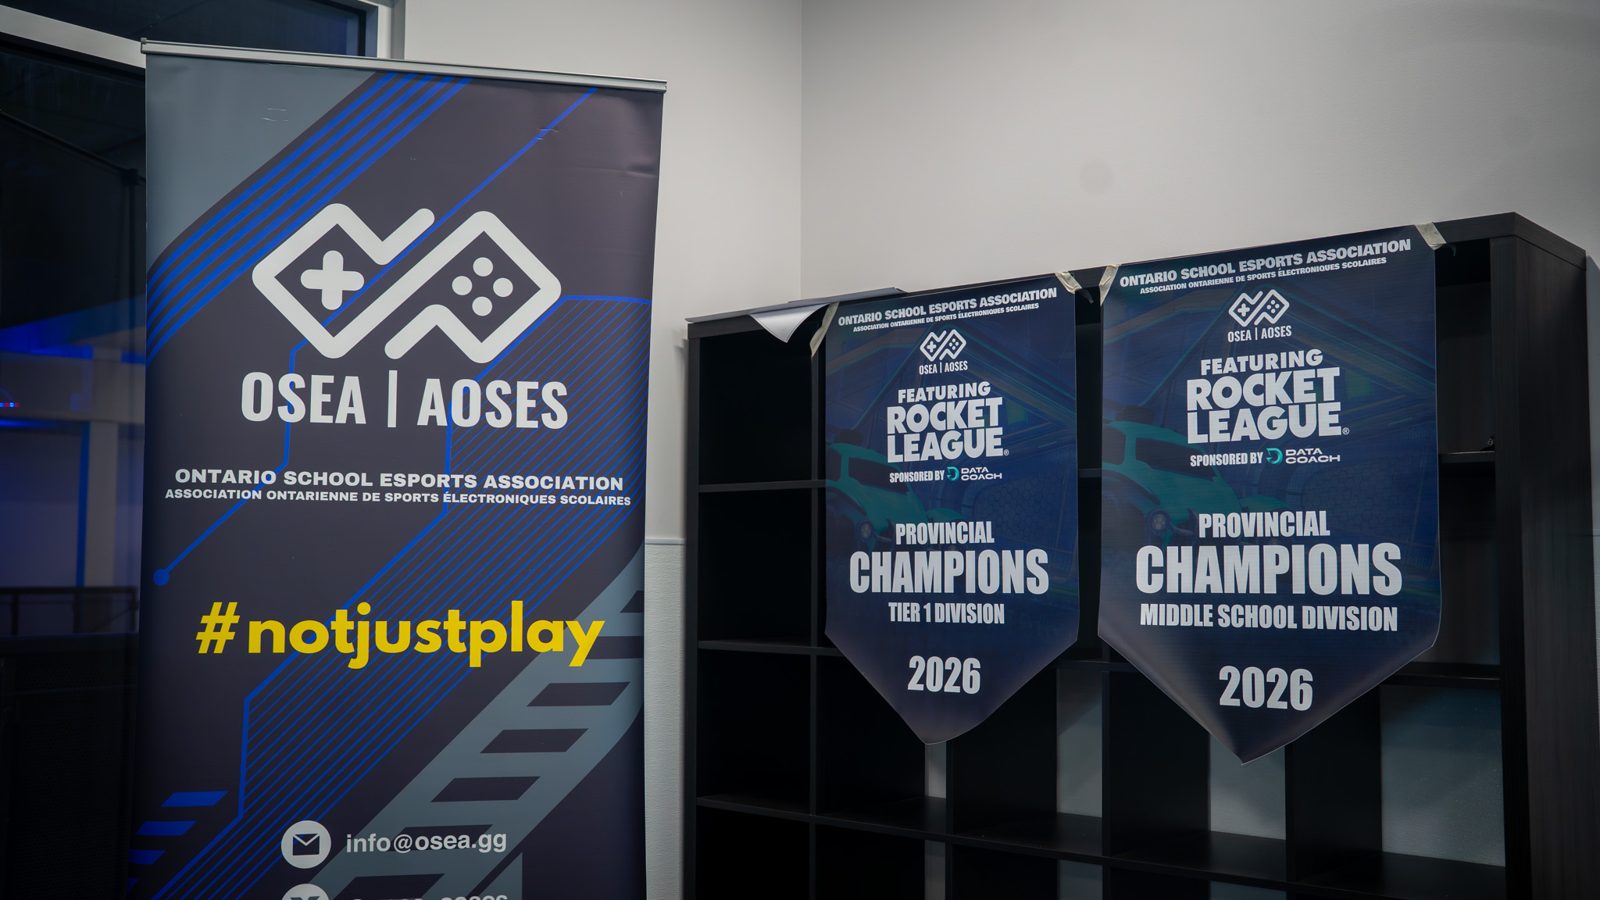 OSEA | AOSES
ONTARIO SCHOOL ESPORTS ASSOCIATION
ASSOCIATION ONTARIENNE DE SPORTS ÉLECTRONIQUES SCOLAIRES
#notjustplay
info@osea.gg
ONTARIO SCHOOL ESPORTS ASSOCIATION
ASSOCIATION ONTARIENNE DE SPORTS ÉLECTRONIQUES SCOLAIRES
OSEA | AOSES
FEATURING
ROCKET
LEAGUE®
SPONSORED BY DATA
COACH
PROVINCIAL
CHAMPIONS
TIER 1 DIVISION
2026
ONTARIO SCHOOL ESPORTS ASSOCIATION
ASSOCIATION ONTARIENNE DE SPORTS ÉLECTRONIQUES SCOLAIRES
OSEA | AOSES
FEATURING
ROCKET
LEAGUE®
SPONSORED BY DATA
COACH
PROVINCIAL
CHAMPIONS
MIDDLE SCHOOL DIVISION
2026